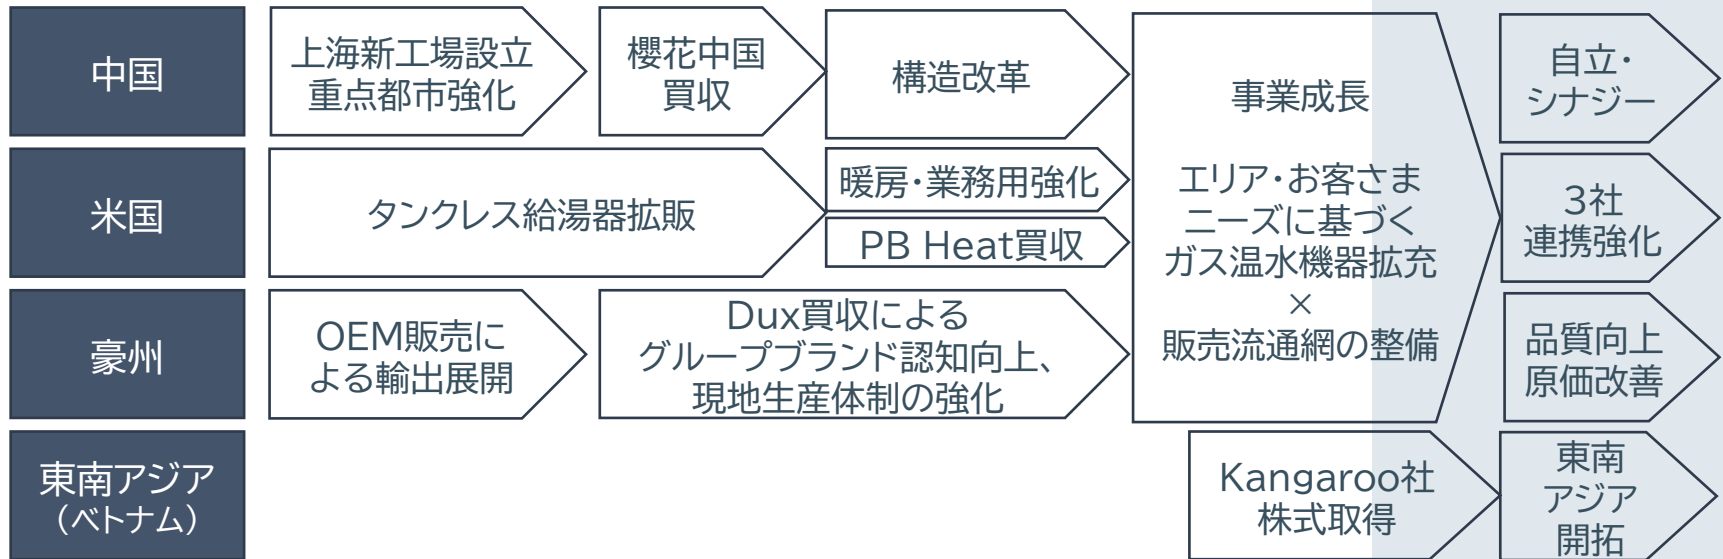 中国
上海新工場設立
重点都市強化
櫻花中国
買収
構造改革
事業成長
エリア・お客さま
ニーズに基づく
ガス温水機器拡充
×
販売流通網の整備
自立・
シナジー
米国
タンクレス給湯器拡販
暖房・業務用強化
PB Heat買収
3社
連携強化
豪州
OEM販売に
よる輸出展開
Dux買収による
グループブランド認知向上、
現地生産体制の強化
品質向上
原価改善
東南アジア
（ベトナム）
Kangaroo社
株式取得
東南
アジア
開拓